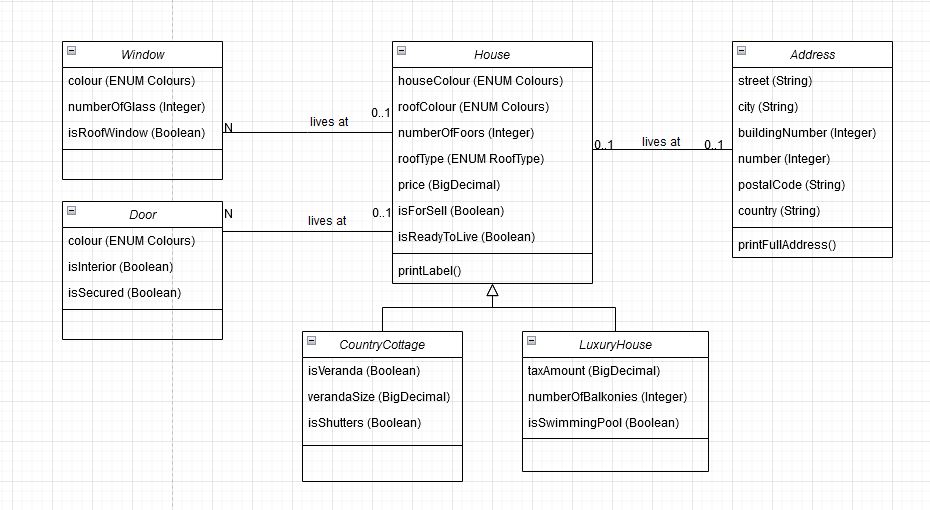 Window
colour (ENUM Colours)
numberOfGlass (Integer)
isRoofWindow (Boolean)
N
lives at
0..1
Door
colour (ENUM Colours)
isInterior (Boolean)
isSecured (Boolean)
N
lives at
0..1
House
houseColour (ENUM Colours)
roofColour (ENUM Colours)
numberOfFoors (Integer)
roofType (ENUM RoofType)
price (BigDecimal)
isForSell (Boolean)
isReadyToLive (Boolean)
printLabel()
0..1
lives at
0..1
Address
street (String)
city (String)
buildingNumber (Integer)
number (Integer)
postalCode (String)
country (String)
printFullAddress()
CountryCottage
isVeranda (Boolean)
verandaSize (BigDecimal)
isShutters (Boolean)
LuxuryHouse
taxAmount (BigDecimal)
numberOfBalkonies (Integer)
isSwimmingPool (Boolean)